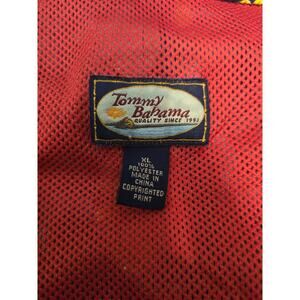 Tommy
Bahama
QUALITY SINCE 1993
XL
100%
POLYESTER
MADE IN
CHINA
COPYRIGHTED
PRINT